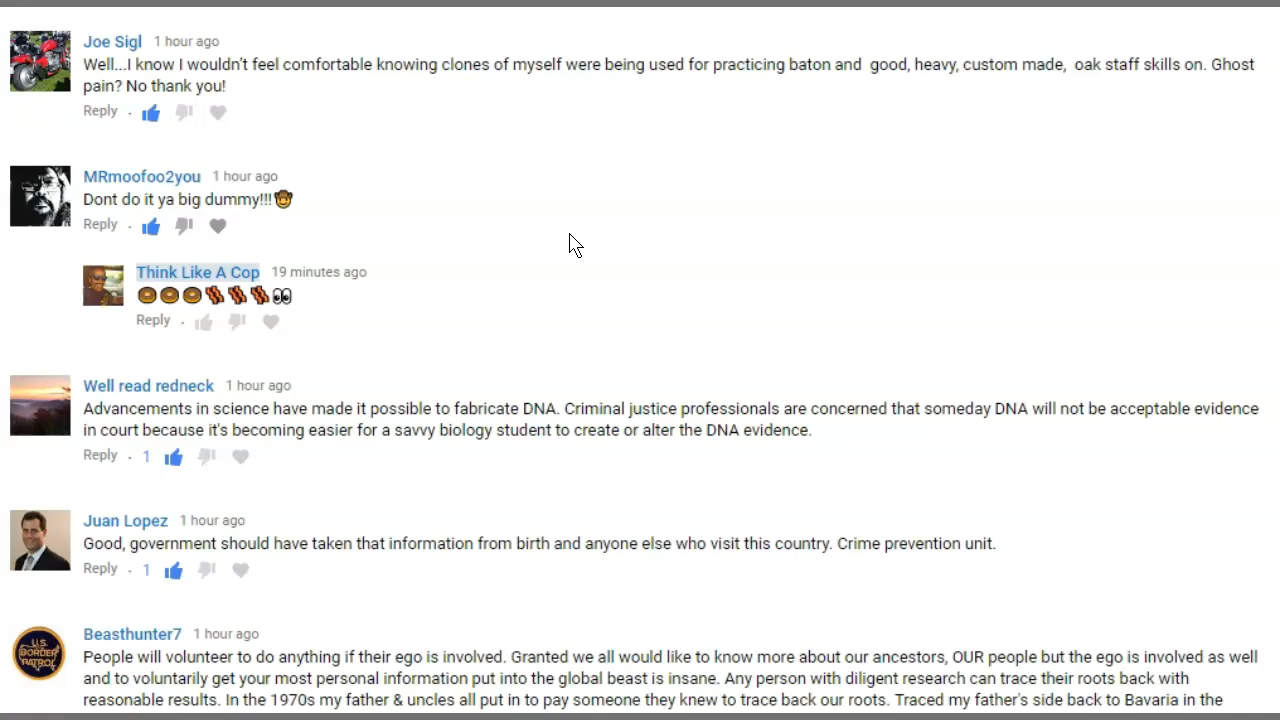 Joe Sigl 1 hour ago
Well...I know I wouldn't feel comfortable knowing clones of myself were being used for practicing baton and  good, heavy, custom made,  oak staff skills on. Ghost
pain? No thank you!
Reply .
MRmoofoo2you 1 hour ago
Dont do it ya big dummy!!!🤠
Reply .
Think Like A Cop 19 minutes ago
🍩🍩🍩🥓🥓🥓👀
Reply .
Well read redneck 1 hour ago
Advancements in science have made it possible to fabricate DNA. Criminal justice professionals are concerned that someday DNA will not be acceptable evidence
in court because it's becoming easier for a savvy biology student to create or alter the DNA evidence.
Reply . 1
Juan Lopez 1 hour ago
Good, government should have taken that information from birth and anyone else who visit this country. Crime prevention unit.
Reply . 1
U.S.
BORDER
PATROL
Beasthunter7 1 hour ago
People will volunteer to do anything if their ego is involved. Granted we all would like to know more about our ancestors, OUR people but the ego is involved as well
and to voluntarily get your most personal information put into the global beast is insane. Any person with diligent research can trace their roots back with
reasonable results. In the 1970s my father & uncles all put in to pay someone they knew to trace back our roots. Traced my father's side back to Bavaria in the